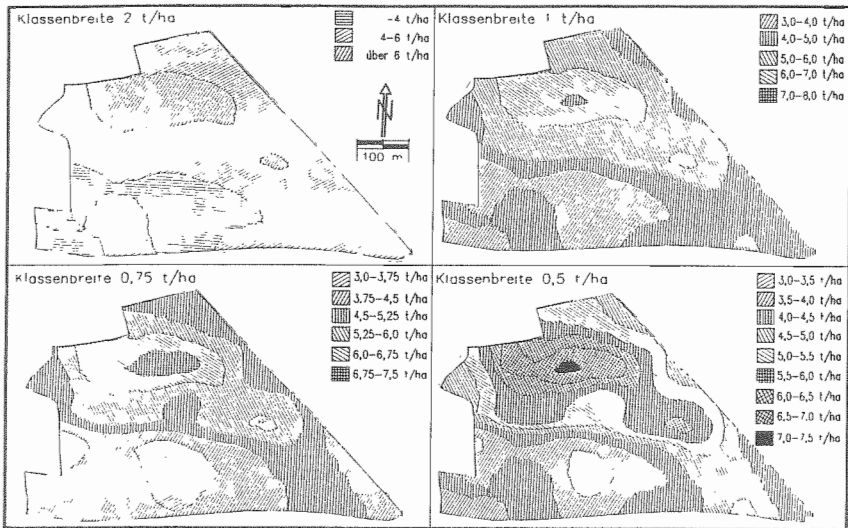 Klassenbreite 2 t/ha
-4 t/ha
4-6 t/ha
über 6 t/ha
N
100 m
Klassenbreite 1 t/ha
3,0-4,0 t/ha
4,0-5,0 t/ha
5,0-6,0 t/ha
6,0-7,0 t/ha
7,0-8,0 t/ha
Klassenbreite 0,75 t/ha
3,0-3,75 t/ha
3,75-4,5 t/ha
4,5-5,25 t/ha
5,25-6,0 t/ha
6,0-6,75 t/ha
6,75-7,5 t/ha
Klassenbreite 0,5 t/ha
3,0-3,5 t/ha
3,5-4,0 t/ha
4,0-4,5 t/ha
4,5-5,0 t/ha
5,0-5,5 t/ha
5,5-6,0 t/ha
6,0-6,5 t/ha
6,5-7,0 t/ha
7,0-7,5 t/ha